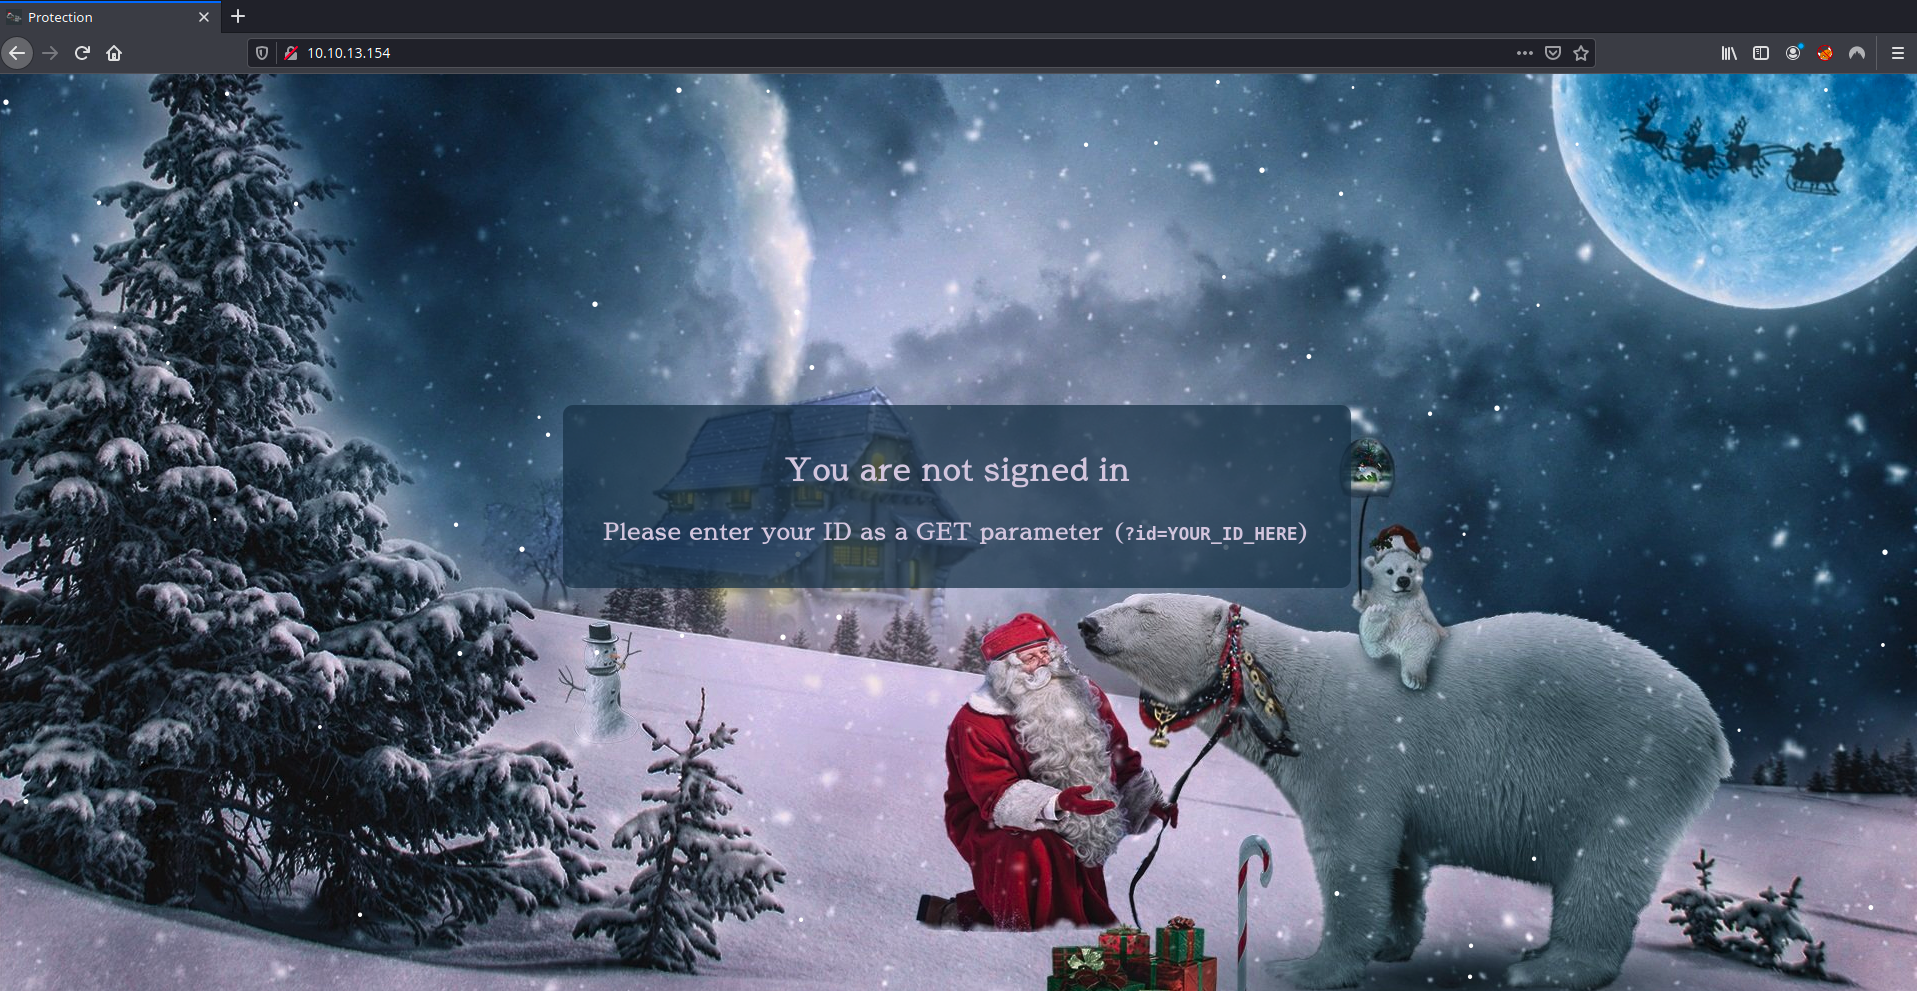 Protection
10.10.13.154
You are not signed in
Please enter your ID as a GET parameter (?id=YOUR_ID_HERE)